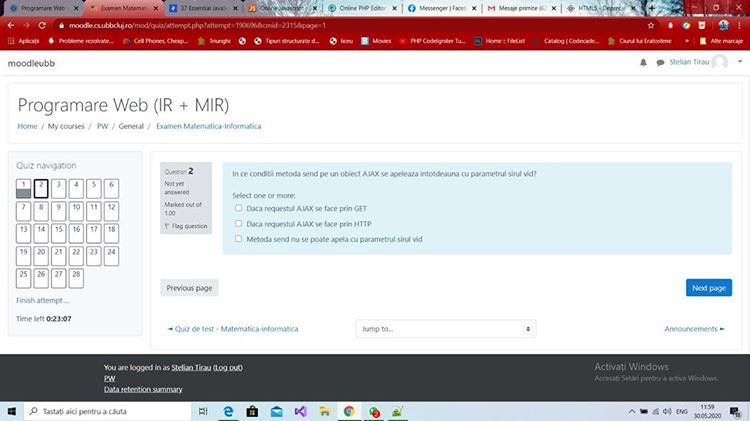 Programare Web
Examen Matematic
37 Essential JavaS
Online Javascript
Online PHP Editor
Messenger | Faceb
Mesaje primite (6
HTML5 - Deprec
moodle.cs.ubbcluj.ro/mod/quiz/attempt.php?attempt=190696&cmid=2315&page=1
Aplicații Probleme rezolvate... Cell Phones, Cheap... Triunghi Tipuri structurate d... liceu Movies PHP CodeIgniter Tu... Home :: FileList Catalog | Codecade... Ciurul lui Eratostene » Alte marcaje
moodleubb
Stelian Tirau
Programare Web (IR + MIR)
Home / My courses / PW / General / Examen Matematica-Informatica
Quiz navigation
1 2 3 4 5 6
7 8 9 10 11 12
13 14 15 16 17 18
19 20 21 22 23 24
25 26 27 28
Finish attempt ...
Time left 0:23:07
Question 2
Not yet
answered
Marked out of
1.00
Flag question
In ce conditii metoda send pe un obiect AJAX se apeleaza intotdeauna cu parametrul sirul vid?
Select one or more:
Daca requestul AJAX se face prin GET
Daca requestul AJAX se face prin HTTP
Metoda send nu se poate apela cu parametrul sirul vid
Previous page
Next page
◄ Quiz de test - Matematica-informatica
Jump to...
Announcements ►
You are logged in as Stelian Tirau (Log out)
PW
Data retention summary
Activați Windows
Accesați Setări pentru a activa Windows.
Tastați aici pentru a căuta
ENG
11:59
30.05.2020